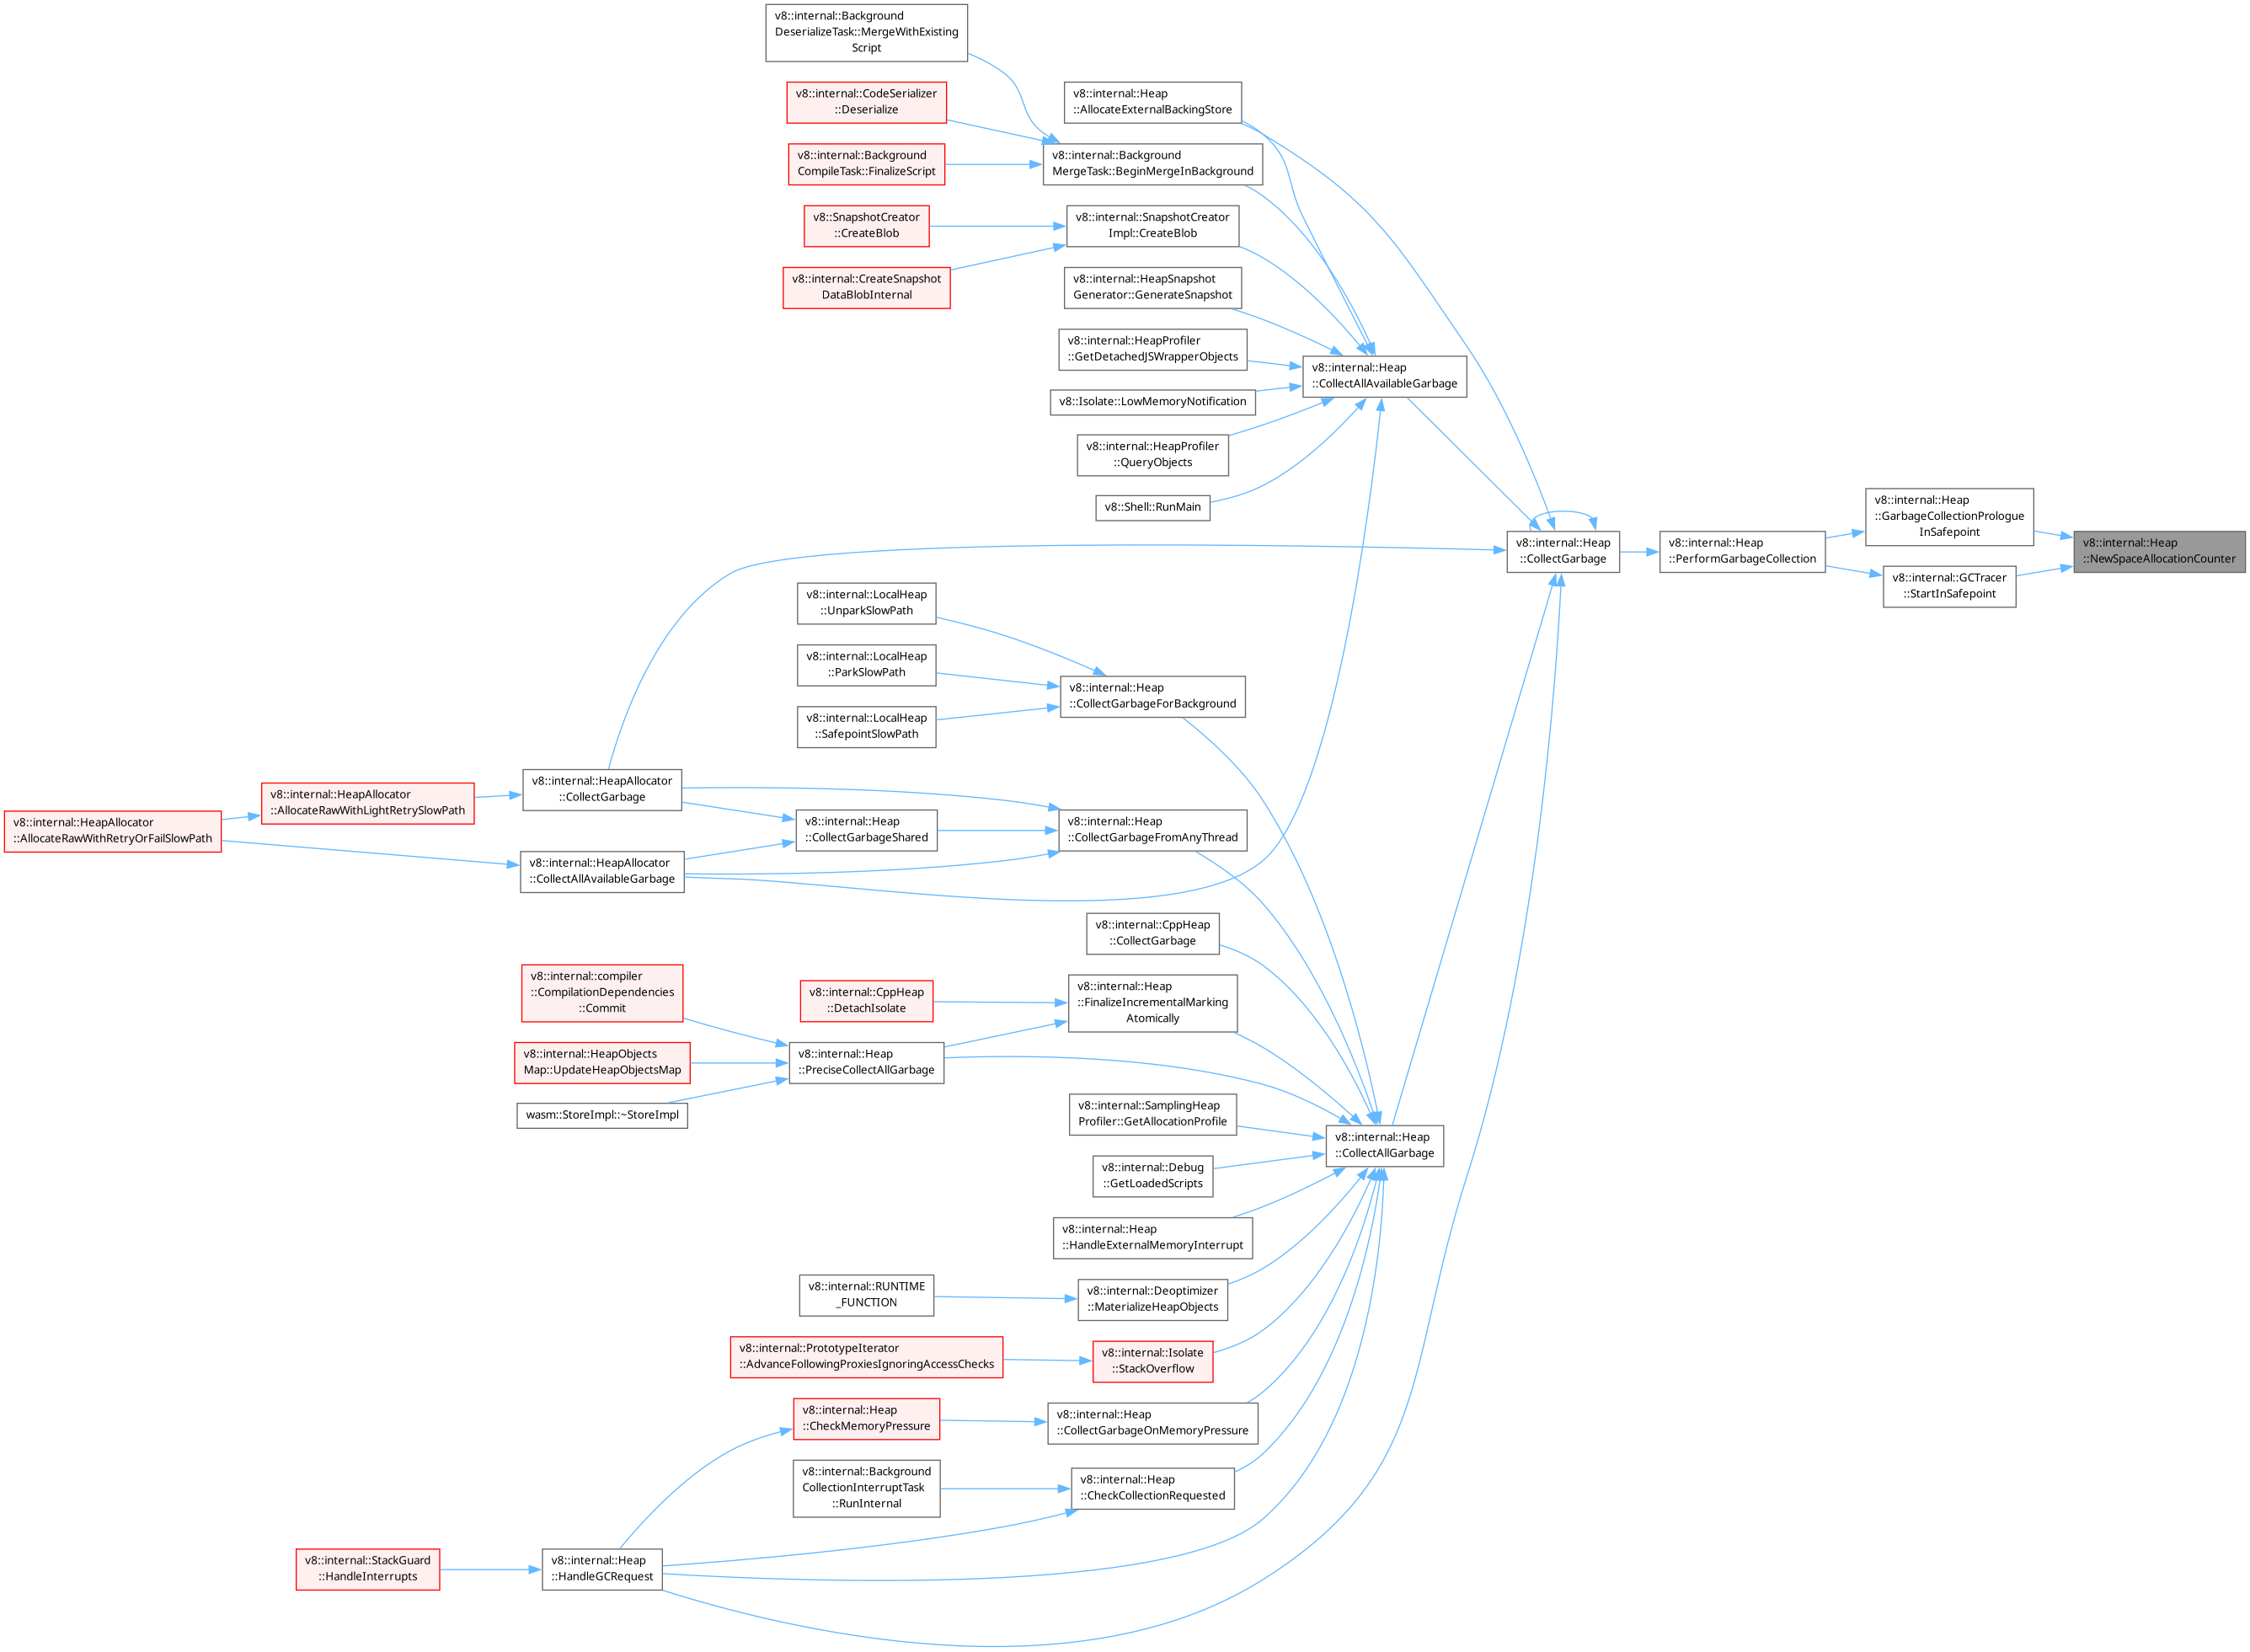 v8::internal::Background
DeserializeTask::MergeWithExisting
Script
v8::internal::CodeSerializer
::Deserialize
v8::internal::Heap
::AllocateExternalBackingStore
v8::internal::Background
CompileTask::FinalizeScript
v8::internal::Background
MergeTask::BeginMergeInBackground
v8::SnapshotCreator
::CreateBlob
v8::internal::SnapshotCreator
Impl::CreateBlob
v8::internal::CreateSnapshot
DataBlobInternal
v8::internal::HeapSnapshot
Generator::GenerateSnapshot
v8::internal::HeapProfiler
::GetDetachedJSWrapperObjects
v8::internal::Heap
::CollectAllAvailableGarbage
v8::Isolate::LowMemoryNotification
v8::internal::HeapProfiler
::QueryObjects
v8::Shell::RunMain
v8::internal::Heap
::CollectGarbage
v8::internal::Heap
::PerformGarbageCollection
v8::internal::Heap
::GarbageCollectionPrologue
InSafepoint
v8::internal::GCTracer
::StartInSafepoint
v8::internal::Heap
::NewSpaceAllocationCounter
v8::internal::LocalHeap
::UnparkSlowPath
v8::internal::LocalHeap
::ParkSlowPath
v8::internal::LocalHeap
::SafepointSlowPath
v8::internal::Heap
::CollectGarbageForBackground
v8::internal::HeapAllocator
::AllocateRawWithRetryOrFailSlowPath
v8::internal::HeapAllocator
::AllocateRawWithLightRetrySlowPath
v8::internal::HeapAllocator
::CollectGarbage
v8::internal::HeapAllocator
::CollectAllAvailableGarbage
v8::internal::Heap
::CollectGarbageShared
v8::internal::Heap
::CollectGarbageFromAnyThread
v8::internal::CppHeap
::CollectGarbage
v8::internal::compiler
::CompilationDependencies
::Commit
v8::internal::CppHeap
::DetachIsolate
v8::internal::Heap
::FinalizeIncrementalMarking
Atomically
v8::internal::HeapObjects
Map::UpdateHeapObjectsMap
v8::internal::Heap
::PreciseCollectAllGarbage
wasm::StoreImpl::~StoreImpl
v8::internal::SamplingHeap
Profiler::GetAllocationProfile
v8::internal::Heap
::CollectAllGarbage
v8::internal::Debug
::GetLoadedScripts
v8::internal::Heap
::HandleExternalMemoryInterrupt
v8::internal::RUNTIME
_FUNCTION
v8::internal::Deoptimizer
::MaterializeHeapObjects
v8::internal::PrototypeIterator
::AdvanceFollowingProxiesIgnoringAccessChecks
v8::internal::Isolate
::StackOverflow
v8::internal::Heap
::CheckMemoryPressure
v8::internal::Heap
::CollectGarbageOnMemoryPressure
v8::internal::Background
CollectionInterruptTask
::RunInternal
v8::internal::Heap
::CheckCollectionRequested
v8::internal::StackGuard
::HandleInterrupts
v8::internal::Heap
::HandleGCRequest